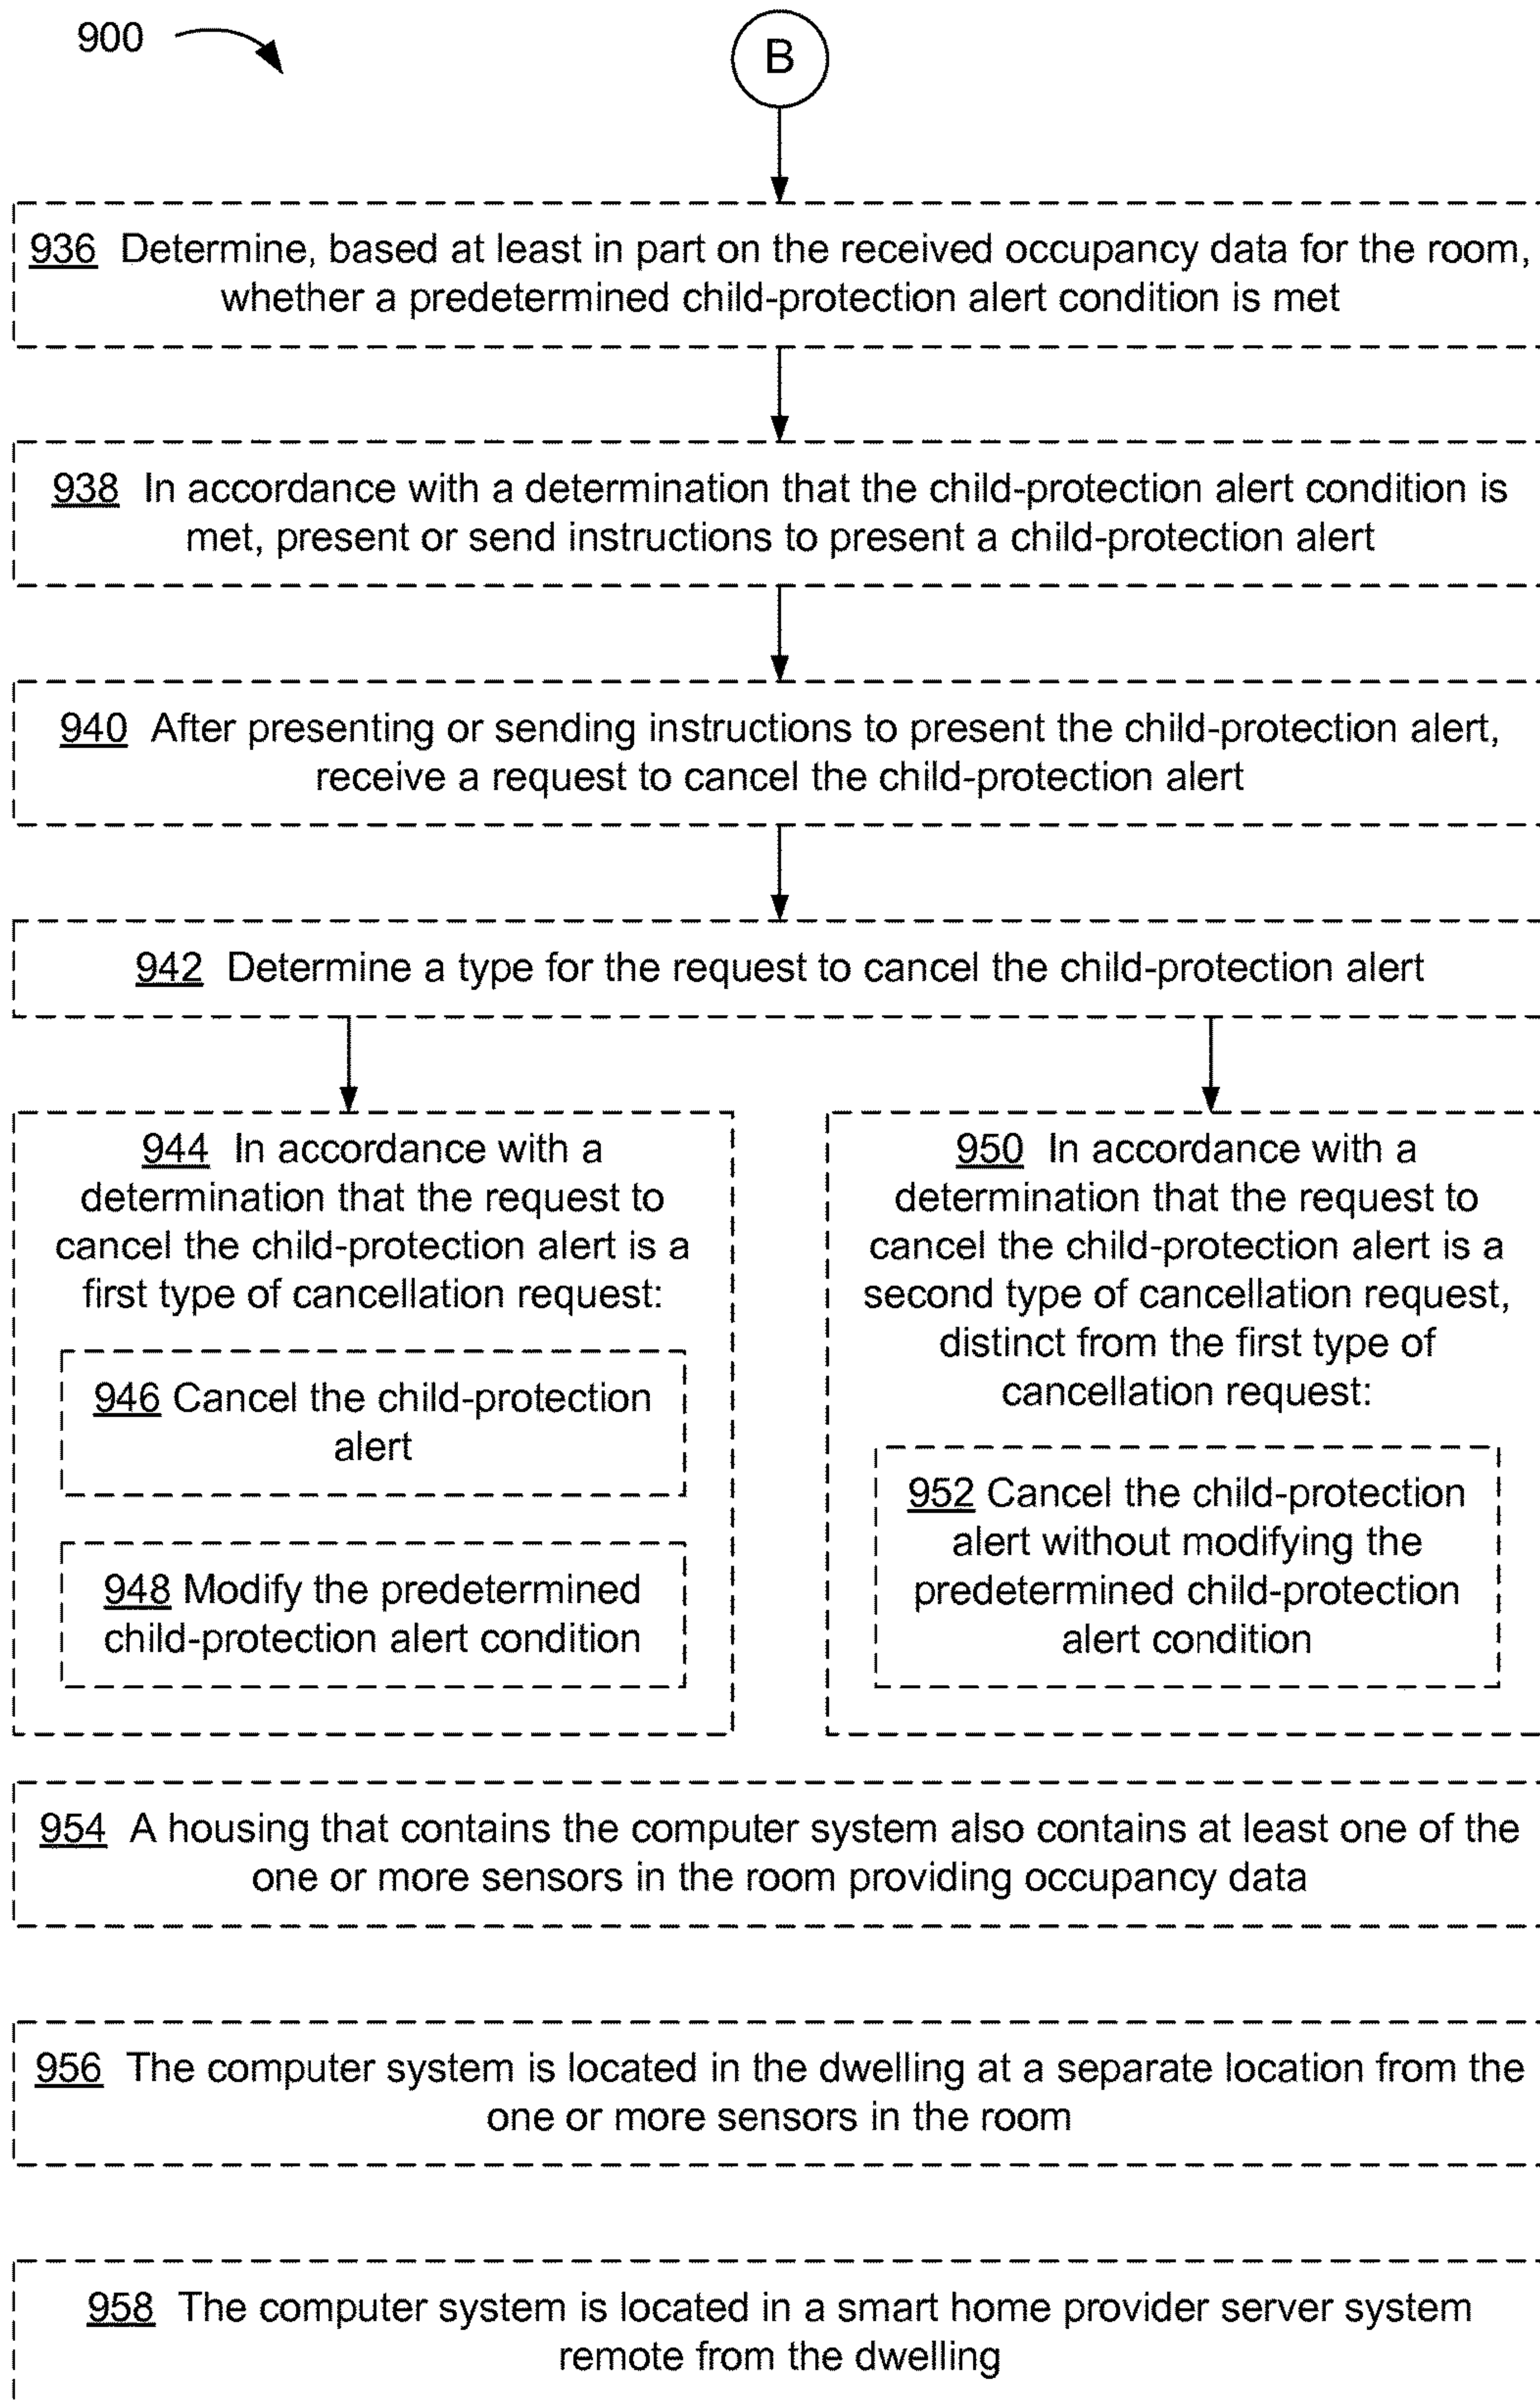 900
B
936 Determine, based at least in part on the received occupancy data for the room,
whether a predetermined child-protection alert condition is met
938 In accordance with a determination that the child-protection alert condition is
met, present or send instructions to present a child-protection alert
940 After presenting or sending instructions to present the child-protection alert,
receive a request to cancel the child-protection alert
942 Determine a type for the request to cancel the child-protection alert
944 In accordance with a
determination that the request to
cancel the child-protection alert is a
first type of cancellation request:
946 Cancel the child-protection
alert
948 Modify the predetermined
child-protection alert condition
950 In accordance with a
determination that the request to
cancel the child-protection alert is a
second type of cancellation request,
distinct from the first type of
cancellation request:
952 Cancel the child-protection
alert without modifying the
predetermined child-protection
alert condition
954 A housing that contains the computer system also contains at least one of the
one or more sensors in the room providing occupancy data
956 The computer system is located in the dwelling at a separate location from the
one or more sensors in the room
958 The computer system is located in a smart home provider server system
remote from the dwelling